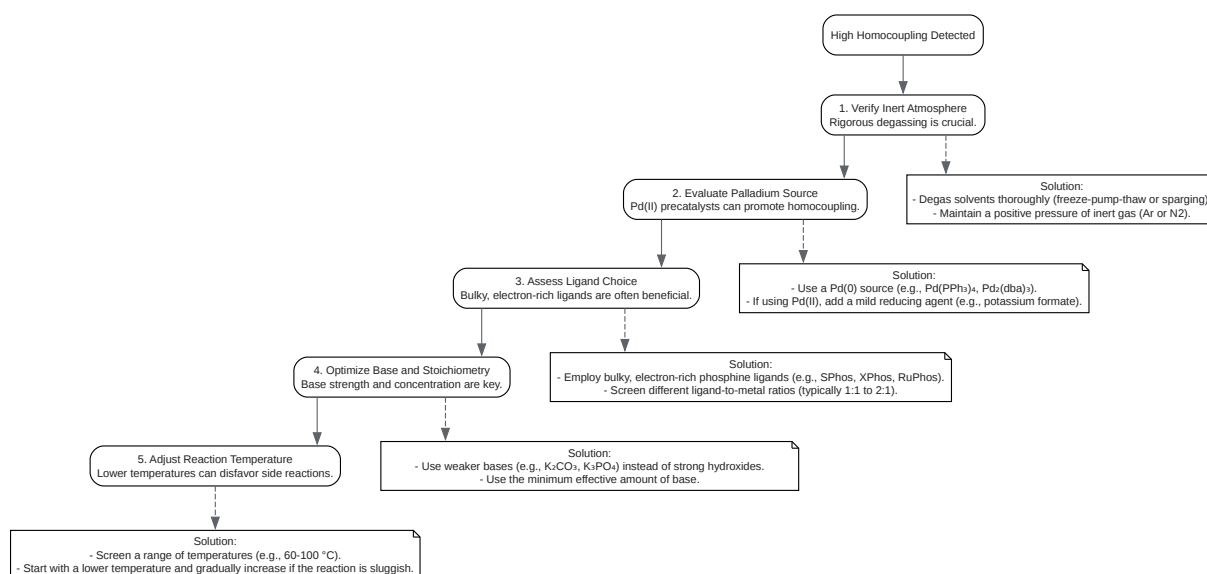 High Homocoupling Detected
1. Verify Inert Atmosphere
Rigorous degassing is crucial.
Solution:
- Degas solvents thoroughly (freeze-pump-thaw or sparging)
- Maintain a positive pressure of inert gas (Ar or N2).
2. Evaluate Palladium Source
Pd(II) precatalysts can promote homocoupling.
Solution:
- Use a Pd(0) source (e.g., Pd(PPh₃)₄, Pd₂(dba)₃).
- If using Pd(II), add a mild reducing agent (e.g., potassium formate).
3. Assess Ligand Choice
Bulky, electron-rich ligands are often beneficial.
Solution:
- Employ bulky, electron-rich phosphine ligands (e.g., SPhos, XPhos, RuPhos).
- Screen different ligand-to-metal ratios (typically 1:1 to 2:1).
4. Optimize Base and Stoichiometry
Base strength and concentration are key.
Solution:
- Use weaker bases (e.g., K₂CO₃, K₃PO₄) instead of strong hydroxides.
- Use the minimum effective amount of base.
5. Adjust Reaction Temperature
Lower temperatures can disfavor side reactions.
Solution:
- Screen a range of temperatures (e.g., 60-100 °C).
- Start with a lower temperature and gradually increase if the reaction is sluggish.